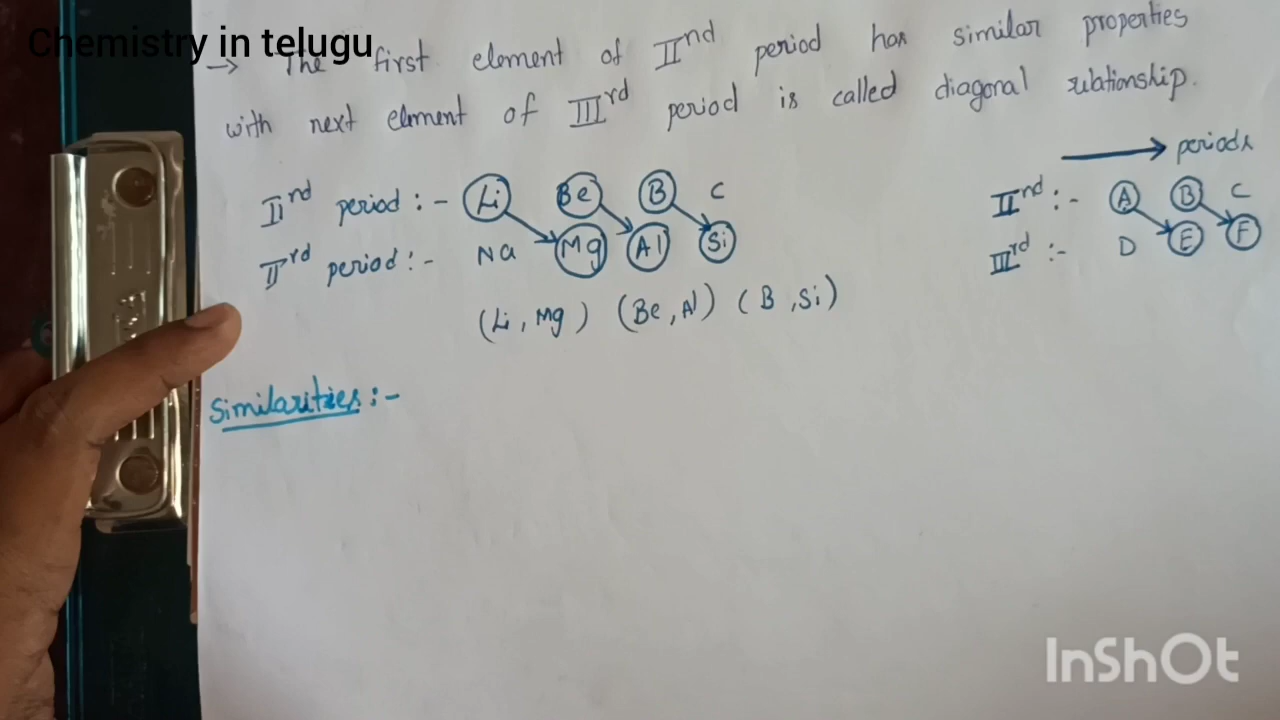 Chemistry in telugu
→ The first element of IInd period has similar properties
with next element of IIIrd period is called diagonal relationship.
→ periods
IInd period :- Li Be B C
IIrd period :- Na Mg Al Si
(Li, Mg) (Be, Al) (B, Si)
IInd :- A B C
IIIrd :- D E F
Similarities :-
InShOt